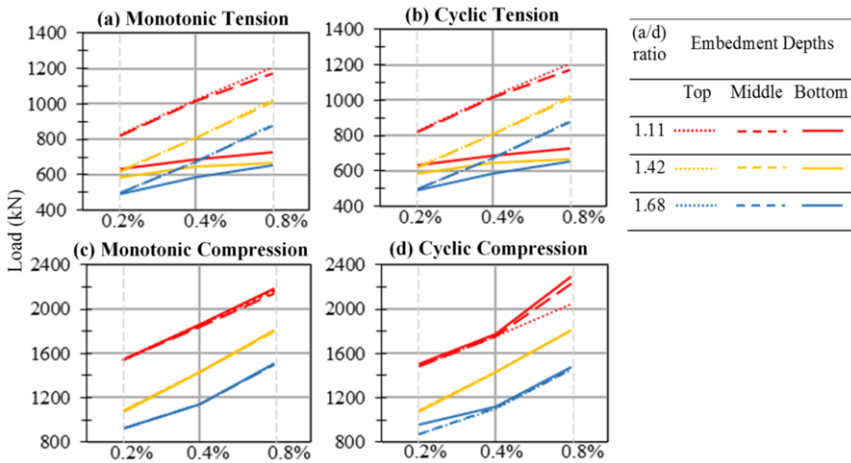 (a) Monotonic Tension
1400
1200
1000
800
600
400
0.2% 0.4% 0.8%
(b) Cyclic Tension
1400
1200
1000
800
600
400
0.2% 0.4% 0.8%
Load (kN)
(c) Monotonic Compression
2400
2000
1600
1200
800
0.2% 0.4% 0.8%
(d) Cyclic Compression
2400
2000
1600
1200
800
0.2% 0.4% 0.8%
(a/d) ratio Embedment Depths
Top Middle Bottom
1.11
1.42
1.68